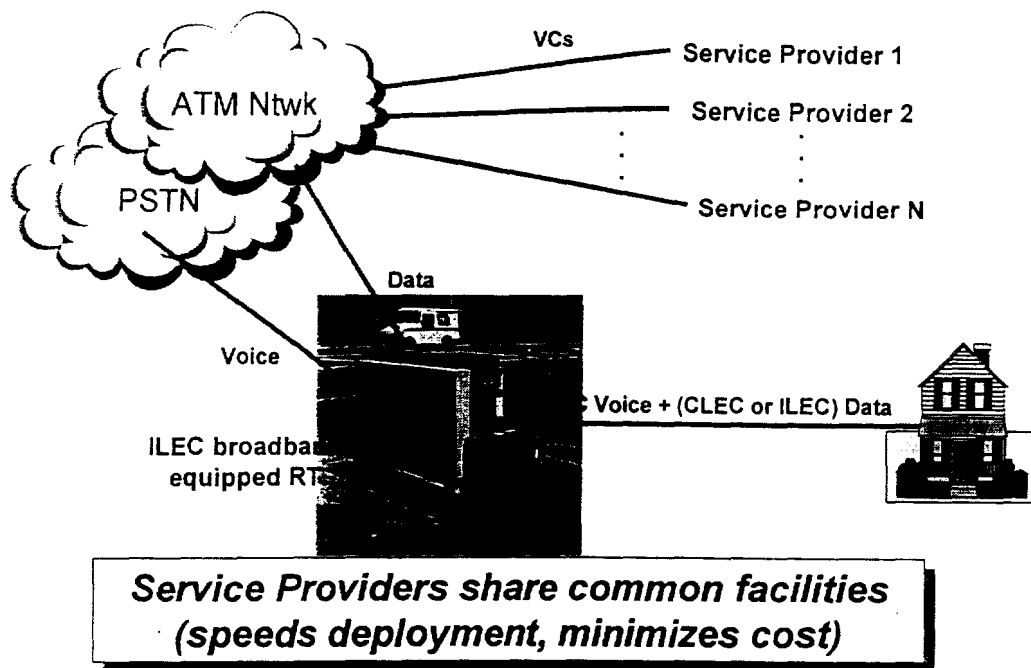 VCs
Service Provider 1
ATM Ntwk
Service Provider 2
PSTN
Service Provider N
Data
Voice
Voice + (CLEC or ILEC) Data
ILEC
equipped
Service Providers share common facilities
(speeds deployment, minimizes cost)